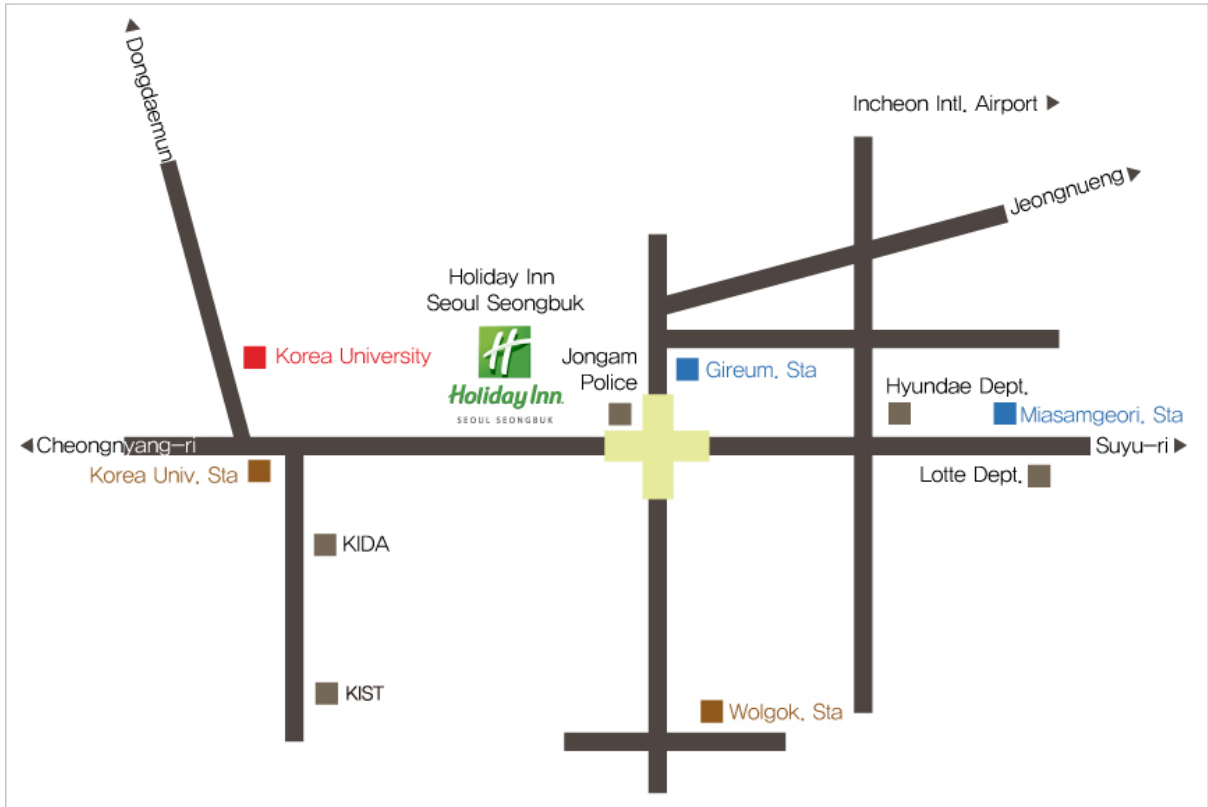 Dongdaemun
Incheon Intl. Airport
Jeongnueng
Holiday Inn
Seoul Seongbuk
H
Holiday Inn
SEOUL SEONGBUK
Korea University
Jongam
Police
Gireum. Sta
Hyundae Dept.
Miasamgeori. Sta
Cheongnyang-ri
Suyu-ri
Korea Univ. Sta
Lotte Dept.
KIDA
KIST
Wolgok. Sta